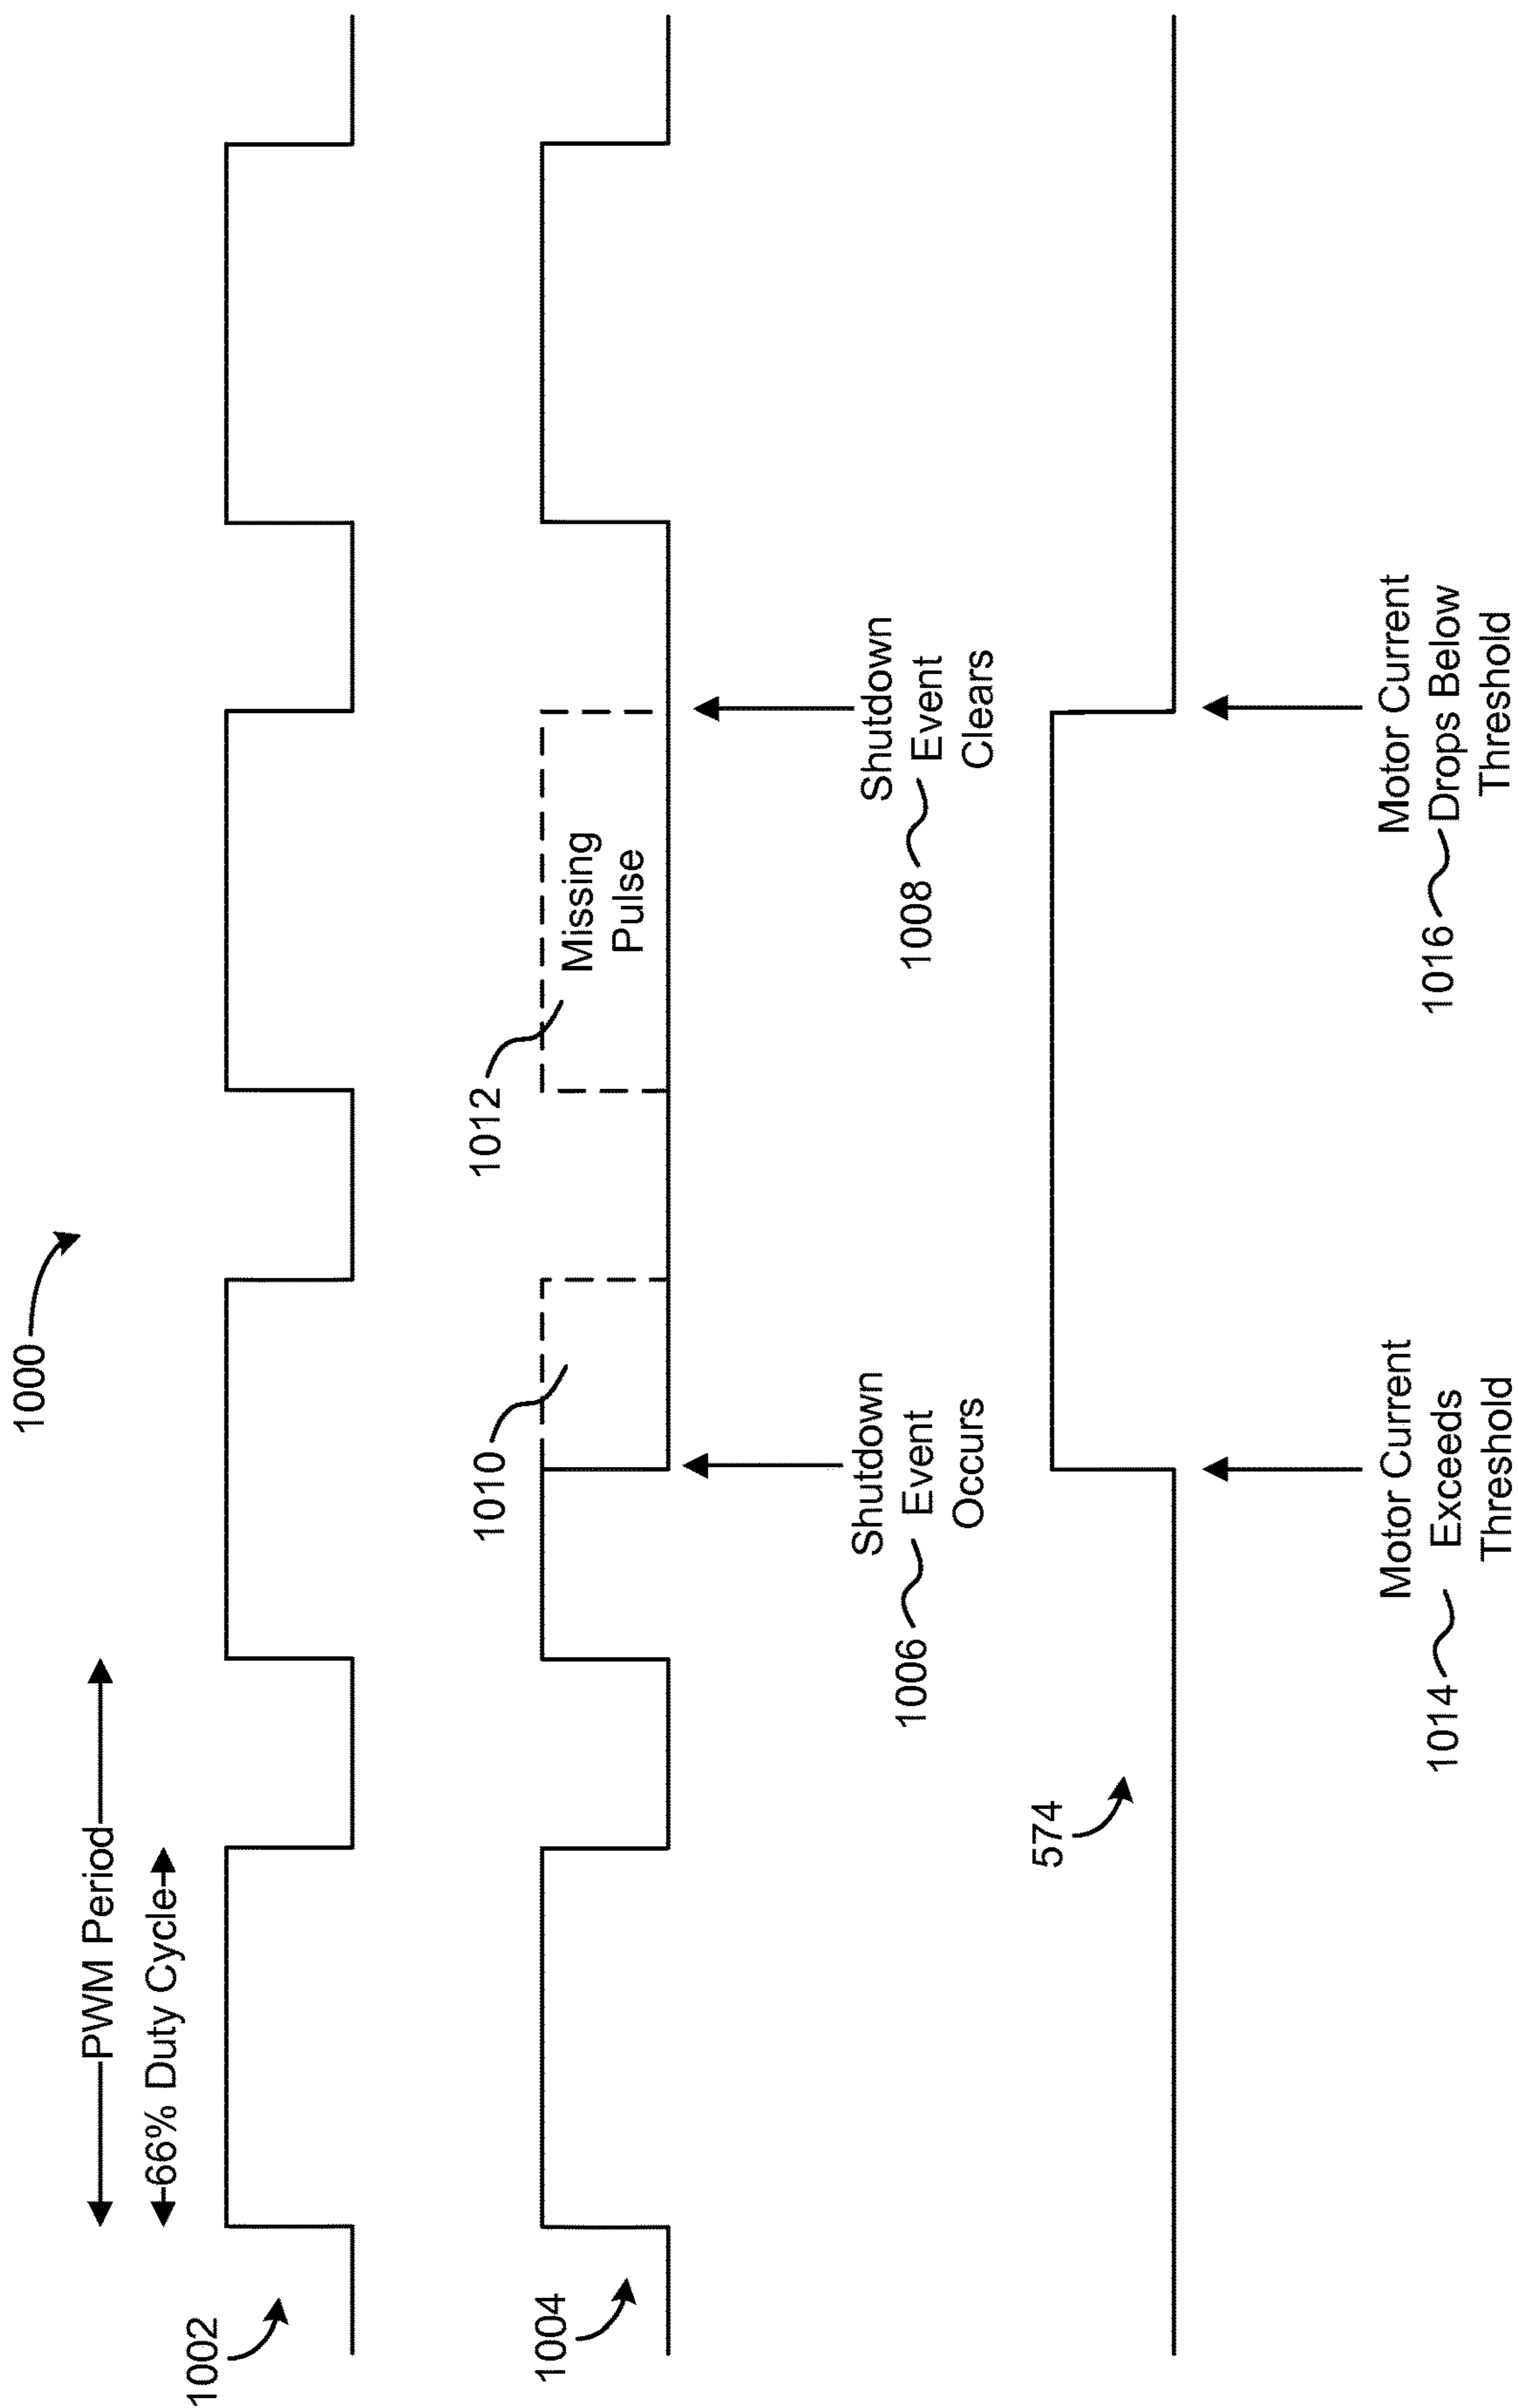 1000
PWM Period
66% Duty Cycle
1002
1004
1010
1012
Missing
Pulse
1006
Shutdown
Event
Occurs
1008
Shutdown
Event
Clears
574
1014
Motor Current
Exceeds
Threshold
1016
Motor Current
Drops Below
Threshold